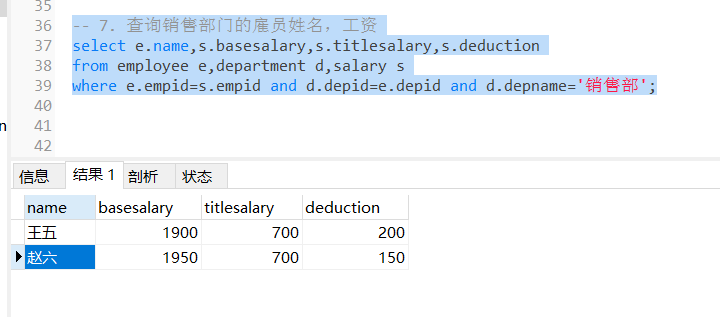 35
36 -- 7. 查询销售部门的雇员姓名，工资
37 select e.name,s.basesalary,s.titlesalary,s.deduction
38 from employee e,department d,salary s
39 where e.empid=s.empid and d.depid=e.depid and d.depname='销售部';
40
41
42
n
信息 结果 1 剖析 状态
name basesalary titlesalary deduction
王五 1900 700 200
赵六 1950 700 150